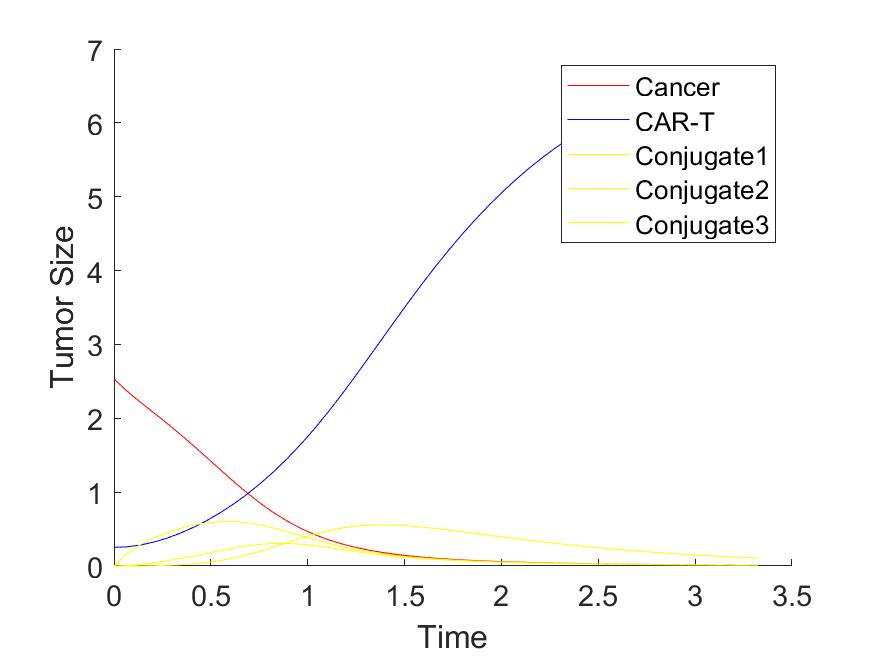 7
6
5
4
3
2
1
0
Tumor Size
Cancer
CAR-T
Conjugate1
Conjugate2
Conjugate3
0 0.5 1 1.5 2 2.5 3 3.5
Time